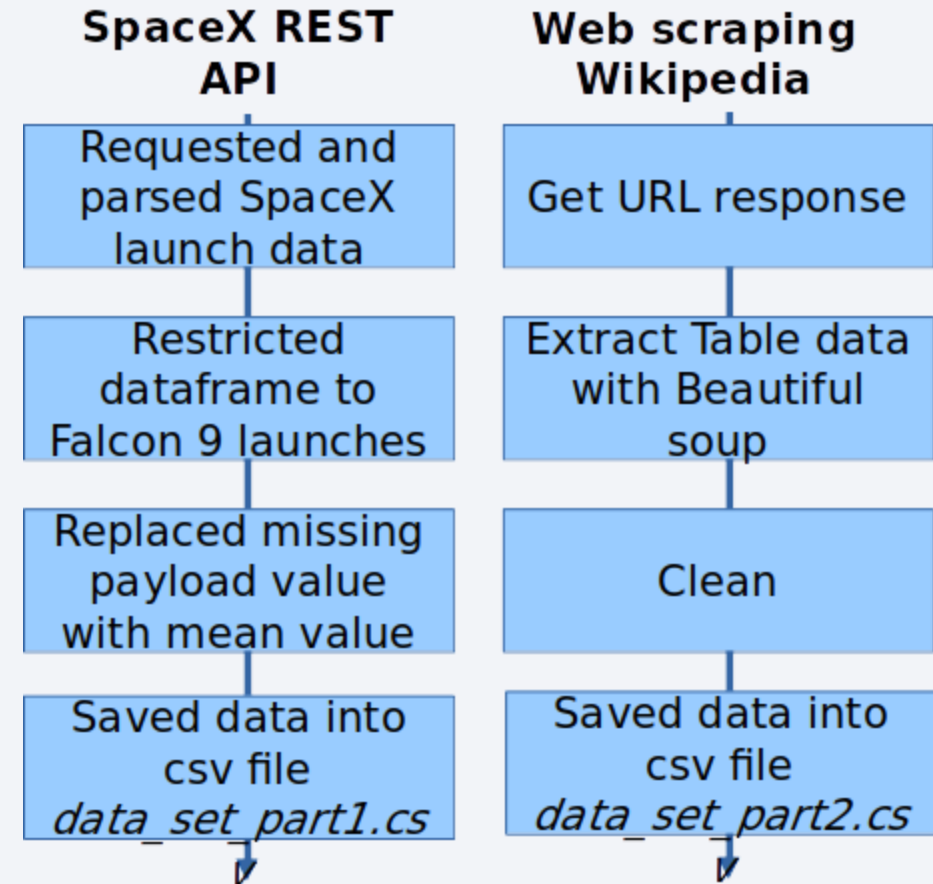 SpaceX REST
API
Requested and
parsed SpaceX
launch data
Restricted
dataframe to
Falcon 9 launches
Replaced missing
payload value
with mean value
Saved data into
csv file
data_set_part1.cs
v
Web scraping
Wikipedia
Get URL response
Extract Table data
with Beautiful
soup
Clean
Saved data into
csv file
data_set_part2.cs
v